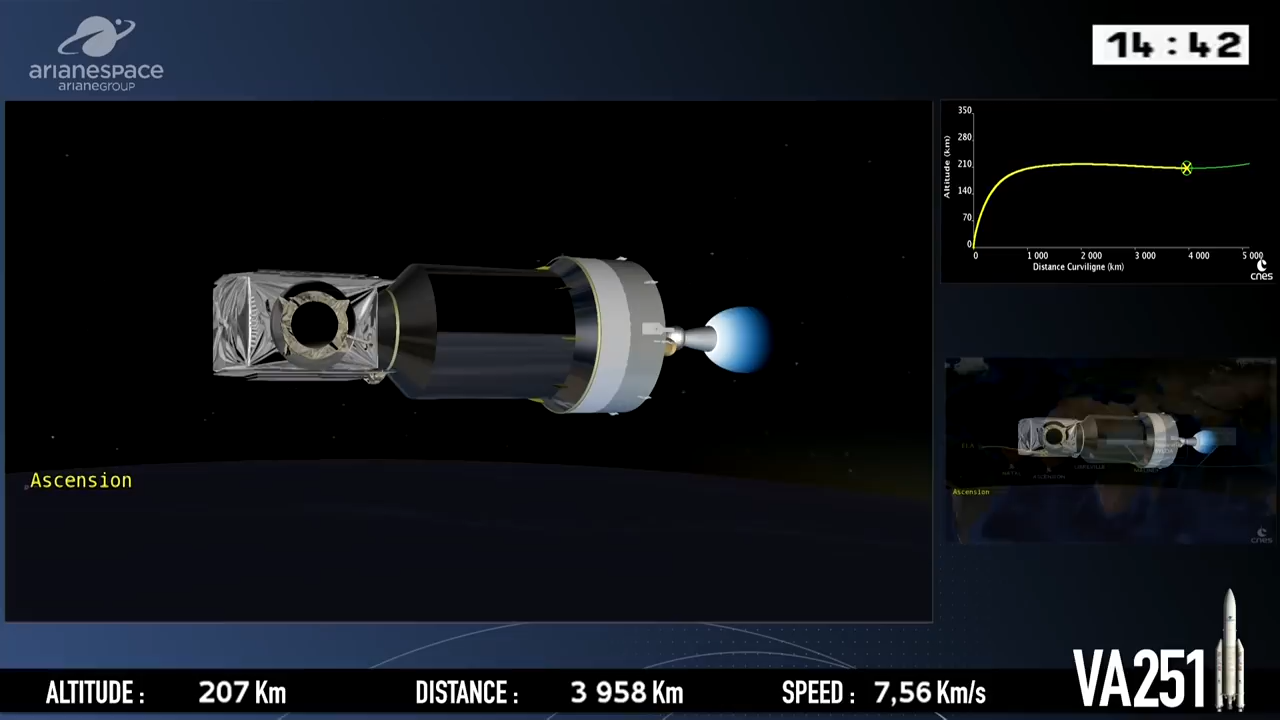 arianespace
arianeGROUP
14:42
350
280
210
140
70
0
Altitude (km)
0
1 000
2 000
3 000
4 000
5 000
Distance Curviligne (km)
cnes
Ascension
Ascension
cnes
ALTITUDE : 207 Km DISTANCE : 3 958 Km SPEED : 7,56 Km/s
VA251